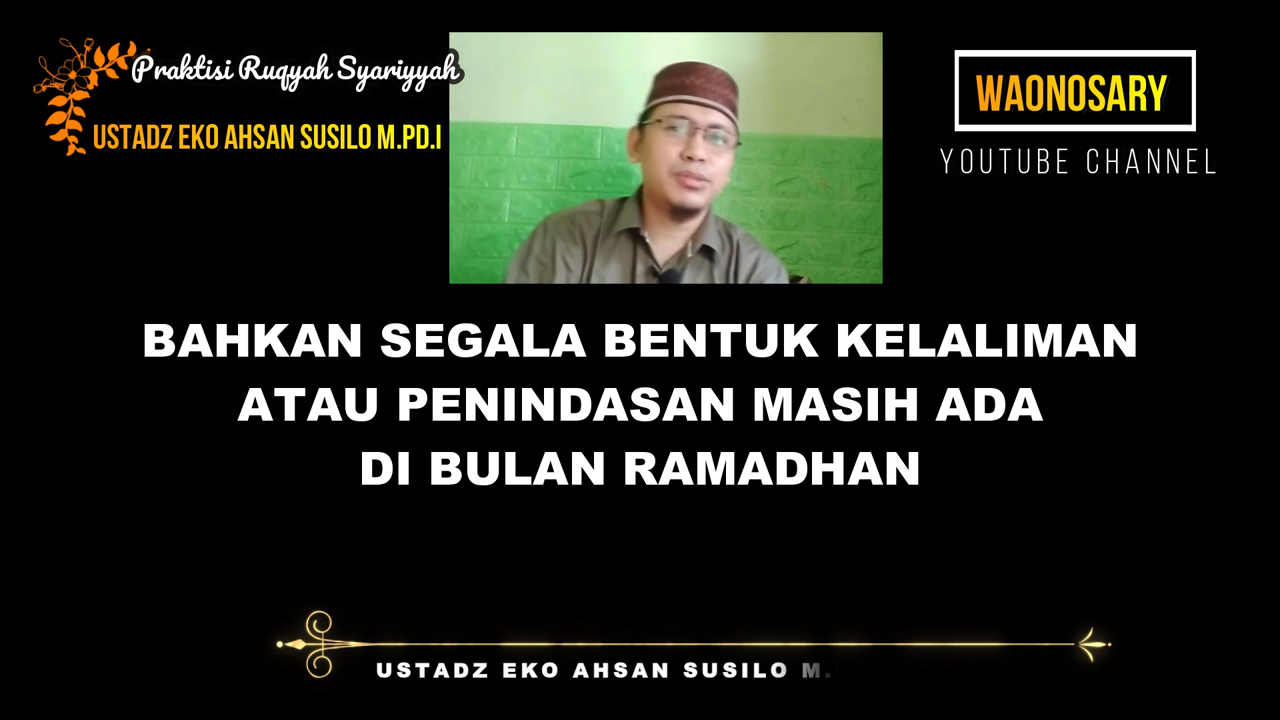 Praktisi Ruqyah Syariyyah
USTADZ EKO AHSAN SUSILO M.PD.I
WAONOSARY
YOUTUBE CHANNEL
BAHKAN SEGALA BENTUK KELALIMAN
ATAU PENINDASAN MASIH ADA
DI BULAN RAMADHAN
USTADZ EKO AHSAN SUSILO M.